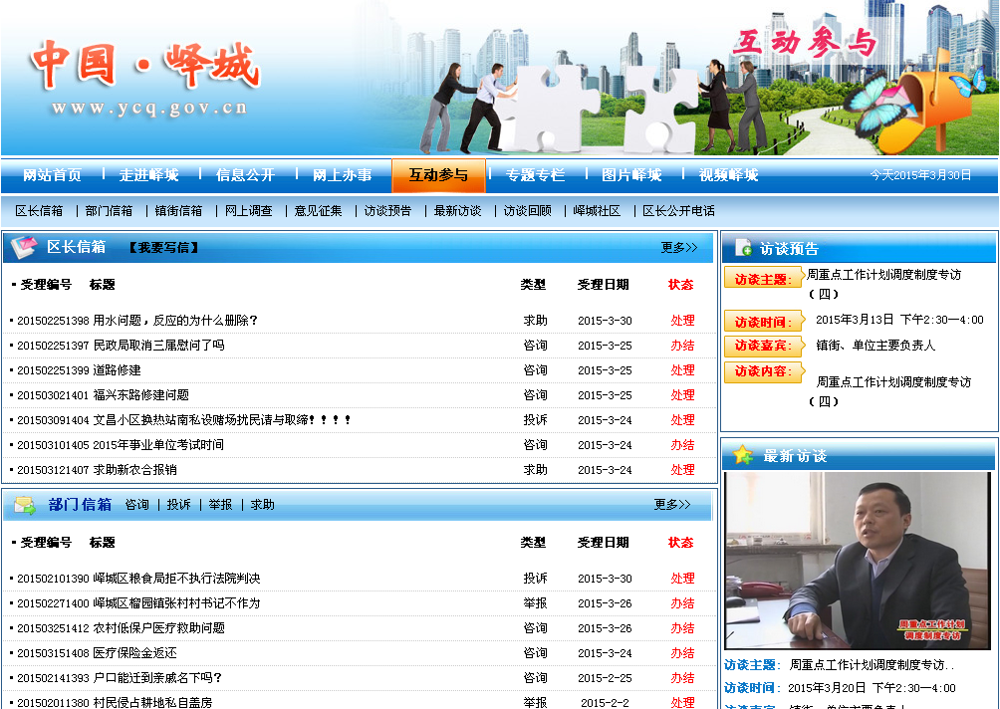 中国·峄城
www.ycq.gov.cn
互动参与
网站首页 走进峄城 信息公开 网上办事 互动参与 专题专栏 图片峄城 视频峄城 今天2015年3月30日
区长信箱 | 部门信箱 | 镇街信箱 | 网上调查 | 意见征集 | 访谈预告 | 最新访谈 | 访谈回顾 | 峄城社区 | 区长公开电话
区长信箱 【我要写信】 更多>>
受理编号 标题 类型 受理日期 状态
201502251398 用水问题，反应的为什么删除？ 求助 2015-3-30 处理
201502251397 民政局取消三属慰问了吗 咨询 2015-3-25 办结
201502251399 道路修建 咨询 2015-3-25 处理
201503021401 福兴东路修建问题 咨询 2015-3-25 处理
201503091404 文昌小区换热站南私设赌场扰民请与取缔！！！！ 投诉 2015-3-24 处理
201503101405 2015年事业单位考试时间 咨询 2015-3-24 办结
201503121407 求助新农合报销 求助 2015-3-24 处理
部门信箱 咨询 | 投诉 | 举报 | 求助 更多>>
受理编号 标题 类型 受理日期 状态
201502101390 峄城区粮食局拒不执行法院判决 投诉 2015-3-30 处理
201502271400 峄城区榴园镇张村村书记不作为 举报 2015-3-26 办结
201503251412 农村低保户医疗救助问题 咨询 2015-3-26 办结
201503151408 医疗保险金返还 咨询 2015-3-24 办结
201502141393 户口能迁到亲戚名下吗？ 咨询 2015-2-25 办结
201502011380 村民侵占耕地私自盖房 举报 2015-2-2 处理
访谈预告
访谈主题： 周重点工作计划调度制度专访
（四）
访谈时间： 2015年3月13日 下午2:30—4:00
访谈嘉宾： 镇街、单位主要负责人
访谈内容： 周重点工作计划调度制度专访
（四）
最新访谈
周重点工作计划
调度制度专访
访谈主题： 周重点工作计划调度制度专访..
访谈时间： 2015年3月20日 下午2:30—4:00
访谈嘉宾： 镇街、单位主要负责人